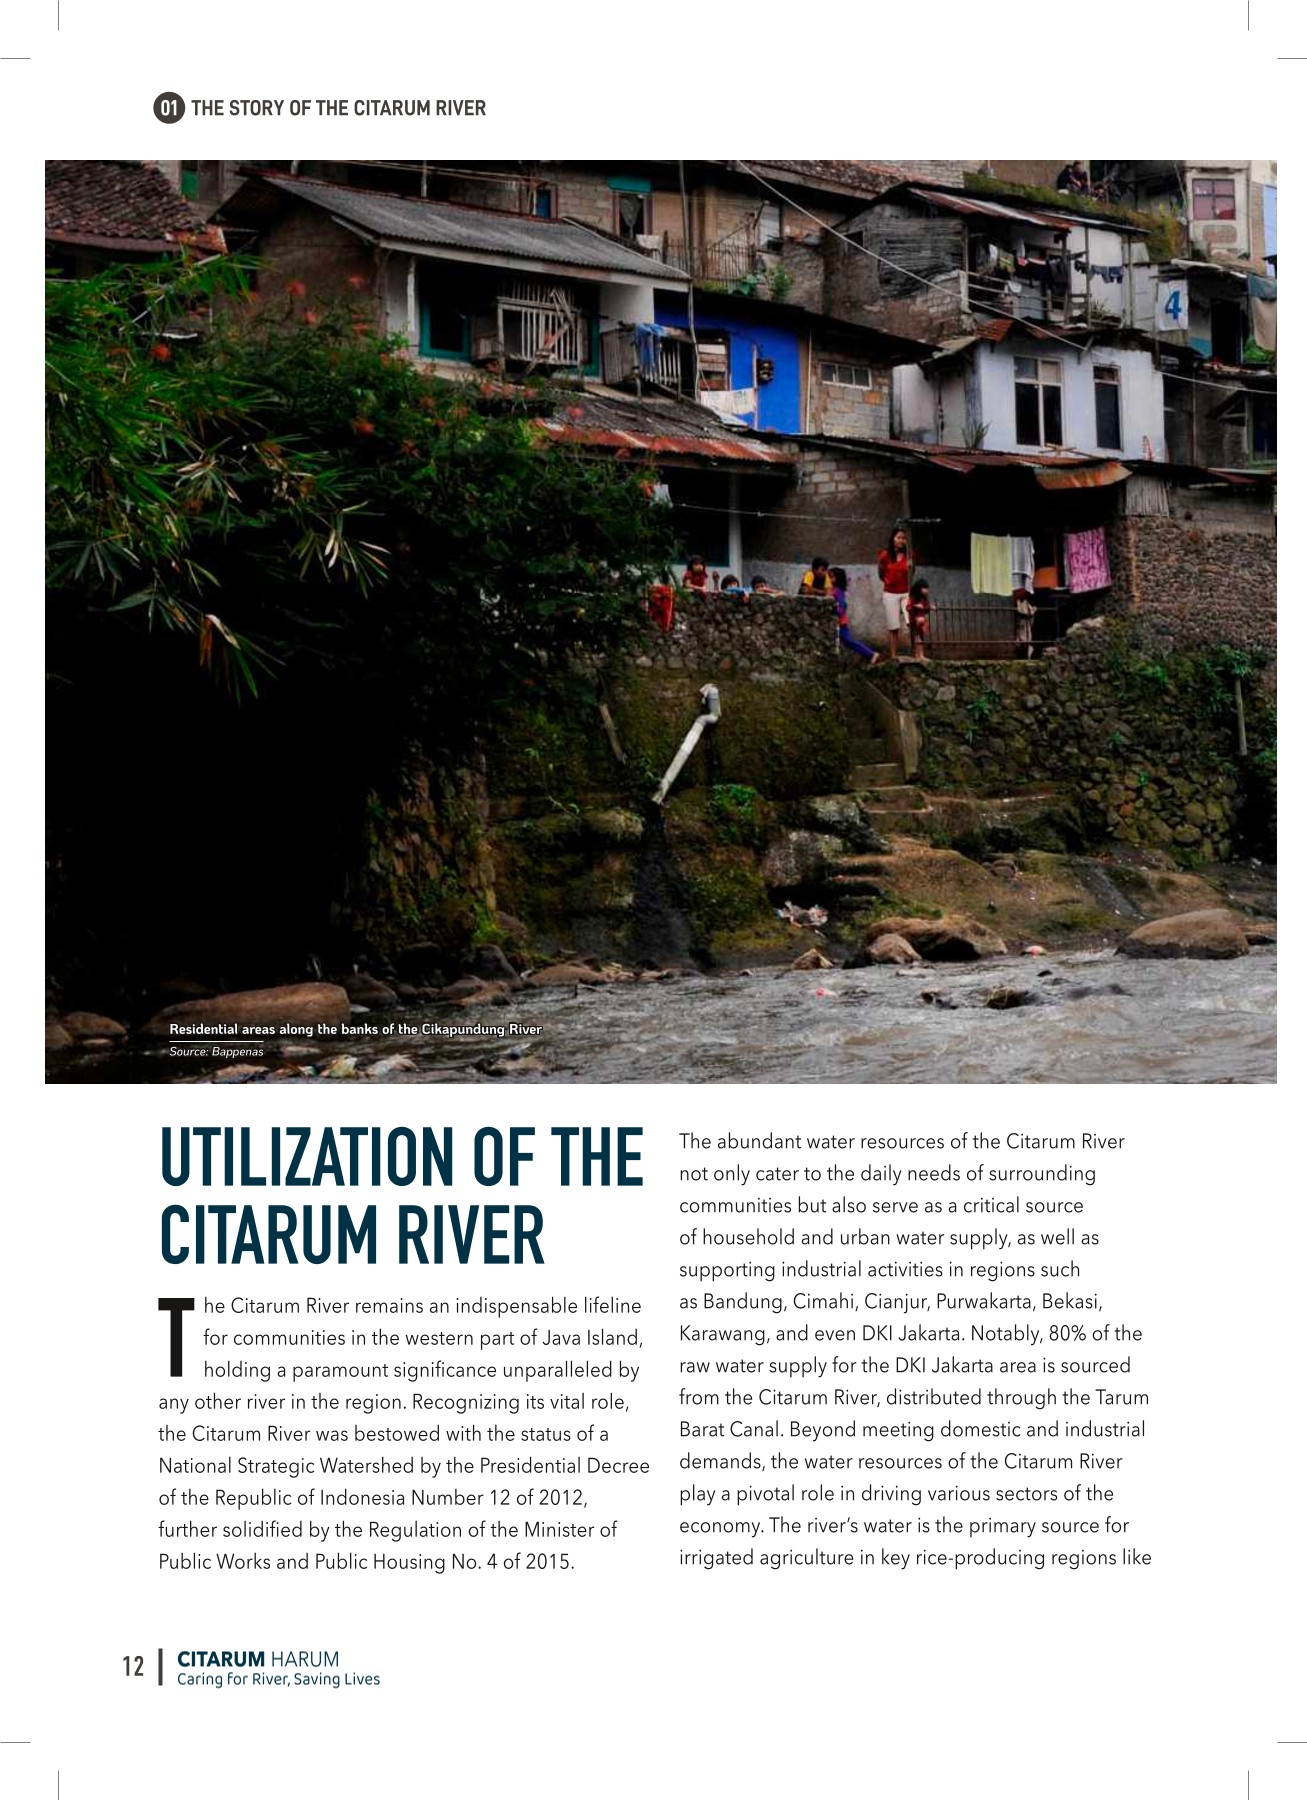 01 THE STORY OF THE CITARUM RIVER
4
Residential areas along the banks of the Cikapundung River
Source: Bappenas
UTILIZATION OF THE
CITARUM RIVER
The Citarum River remains an indispensable lifeline
for communities in the western part of Java Island,
holding a paramount significance unparalleled by
any other river in the region. Recognizing its vital role,
the Citarum River was bestowed with the status of a
National Strategic Watershed by the Presidential Decree
of the Republic of Indonesia Number 12 of 2012,
further solidified by the Regulation of the Minister of
Public Works and Public Housing No. 4 of 2015.
The abundant water resources of the Citarum River
not only cater to the daily needs of surrounding
communities but also serve as a critical source
of household and urban water supply, as well as
supporting industrial activities in regions such
as Bandung, Cimahi, Cianjur, Purwakarta, Bekasi,
Karawang, and even DKI Jakarta. Notably, 80% of the
raw water supply for the DKI Jakarta area is sourced
from the Citarum River, distributed through the Tarum
Barat Canal. Beyond meeting domestic and industrial
demands, the water resources of the Citarum River
play a pivotal role in driving various sectors of the
economy. The river’s water is the primary source for
irrigated agriculture in key rice-producing regions like
12
CITARUM HARUM
Caring for River, Saving Lives